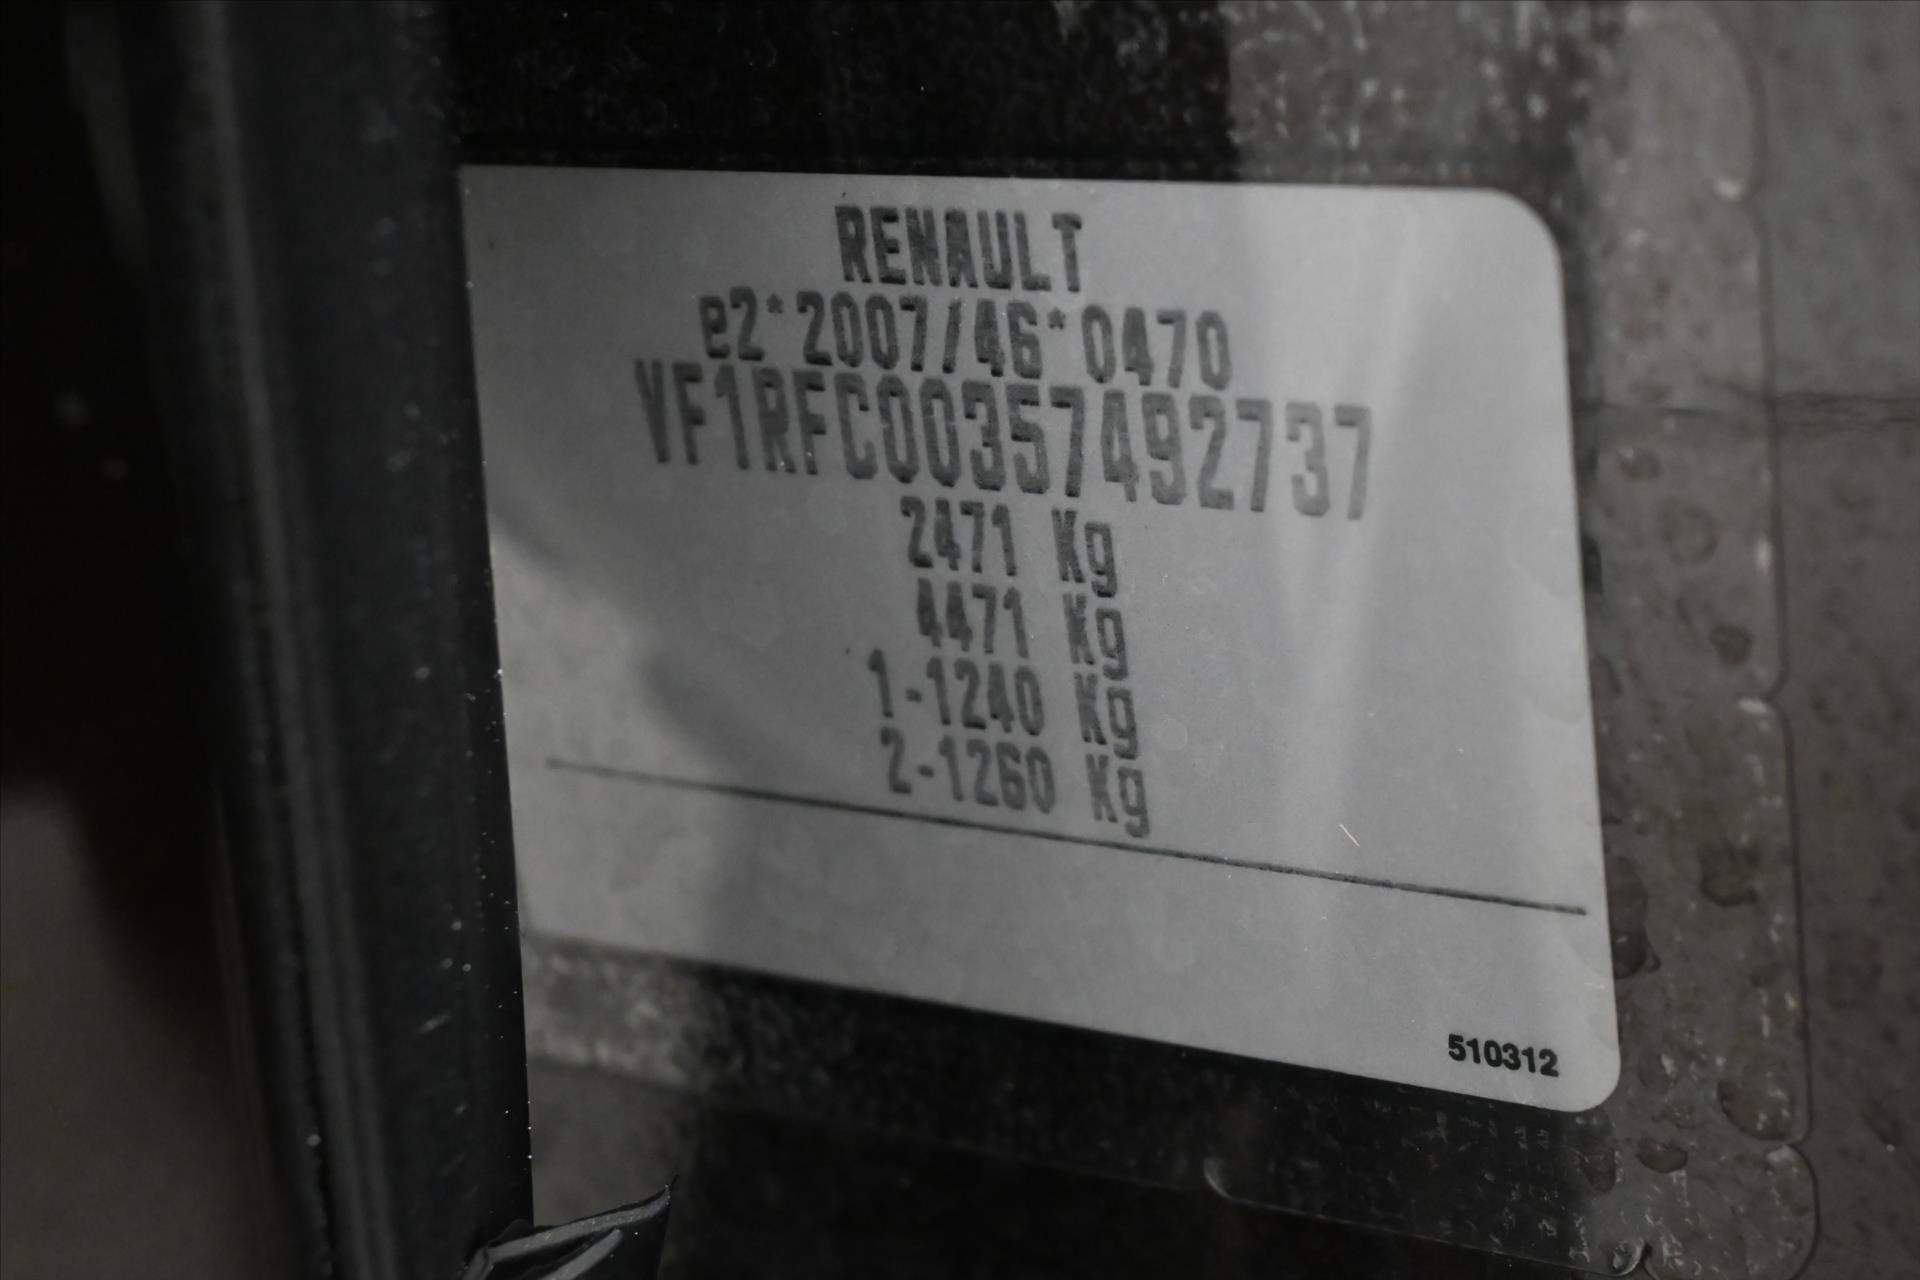 RENAULT
e2*2007/46*0470
VF1RFC00357492737
2471 Kg
4471 Kg
1-1240 Kg
2-1260 Kg
510312